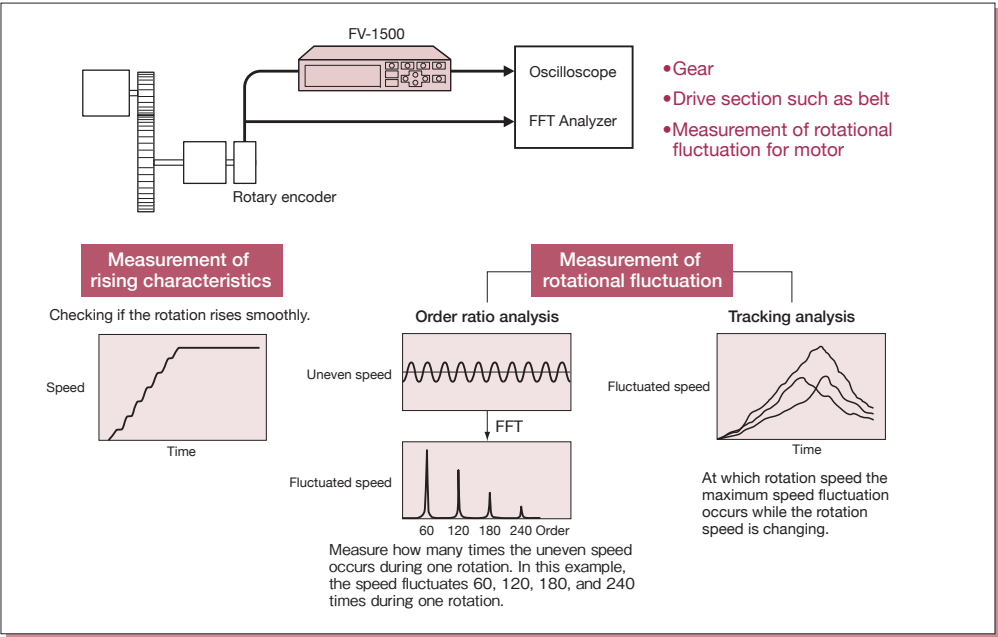 FV-1500
Oscilloscope
FFT Analyzer
Rotary encoder
•Gear
•Drive section such as belt
•Measurement of rotational
fluctuation for motor
Measurement of
rising characteristics
Checking if the rotation rises smoothly.
Speed
Time
Measurement of
rotational fluctuation
Order ratio analysis
Uneven speed
FFT
Fluctuated speed
60 120 180 240 Order
Measure how many times the uneven speed
occurs during one rotation. In this example,
the speed fluctuates 60, 120, 180, and 240
times during one rotation.
Tracking analysis
Fluctuated speed
Time
At which rotation speed the
maximum speed fluctuation
occurs while the rotation
speed is changing.